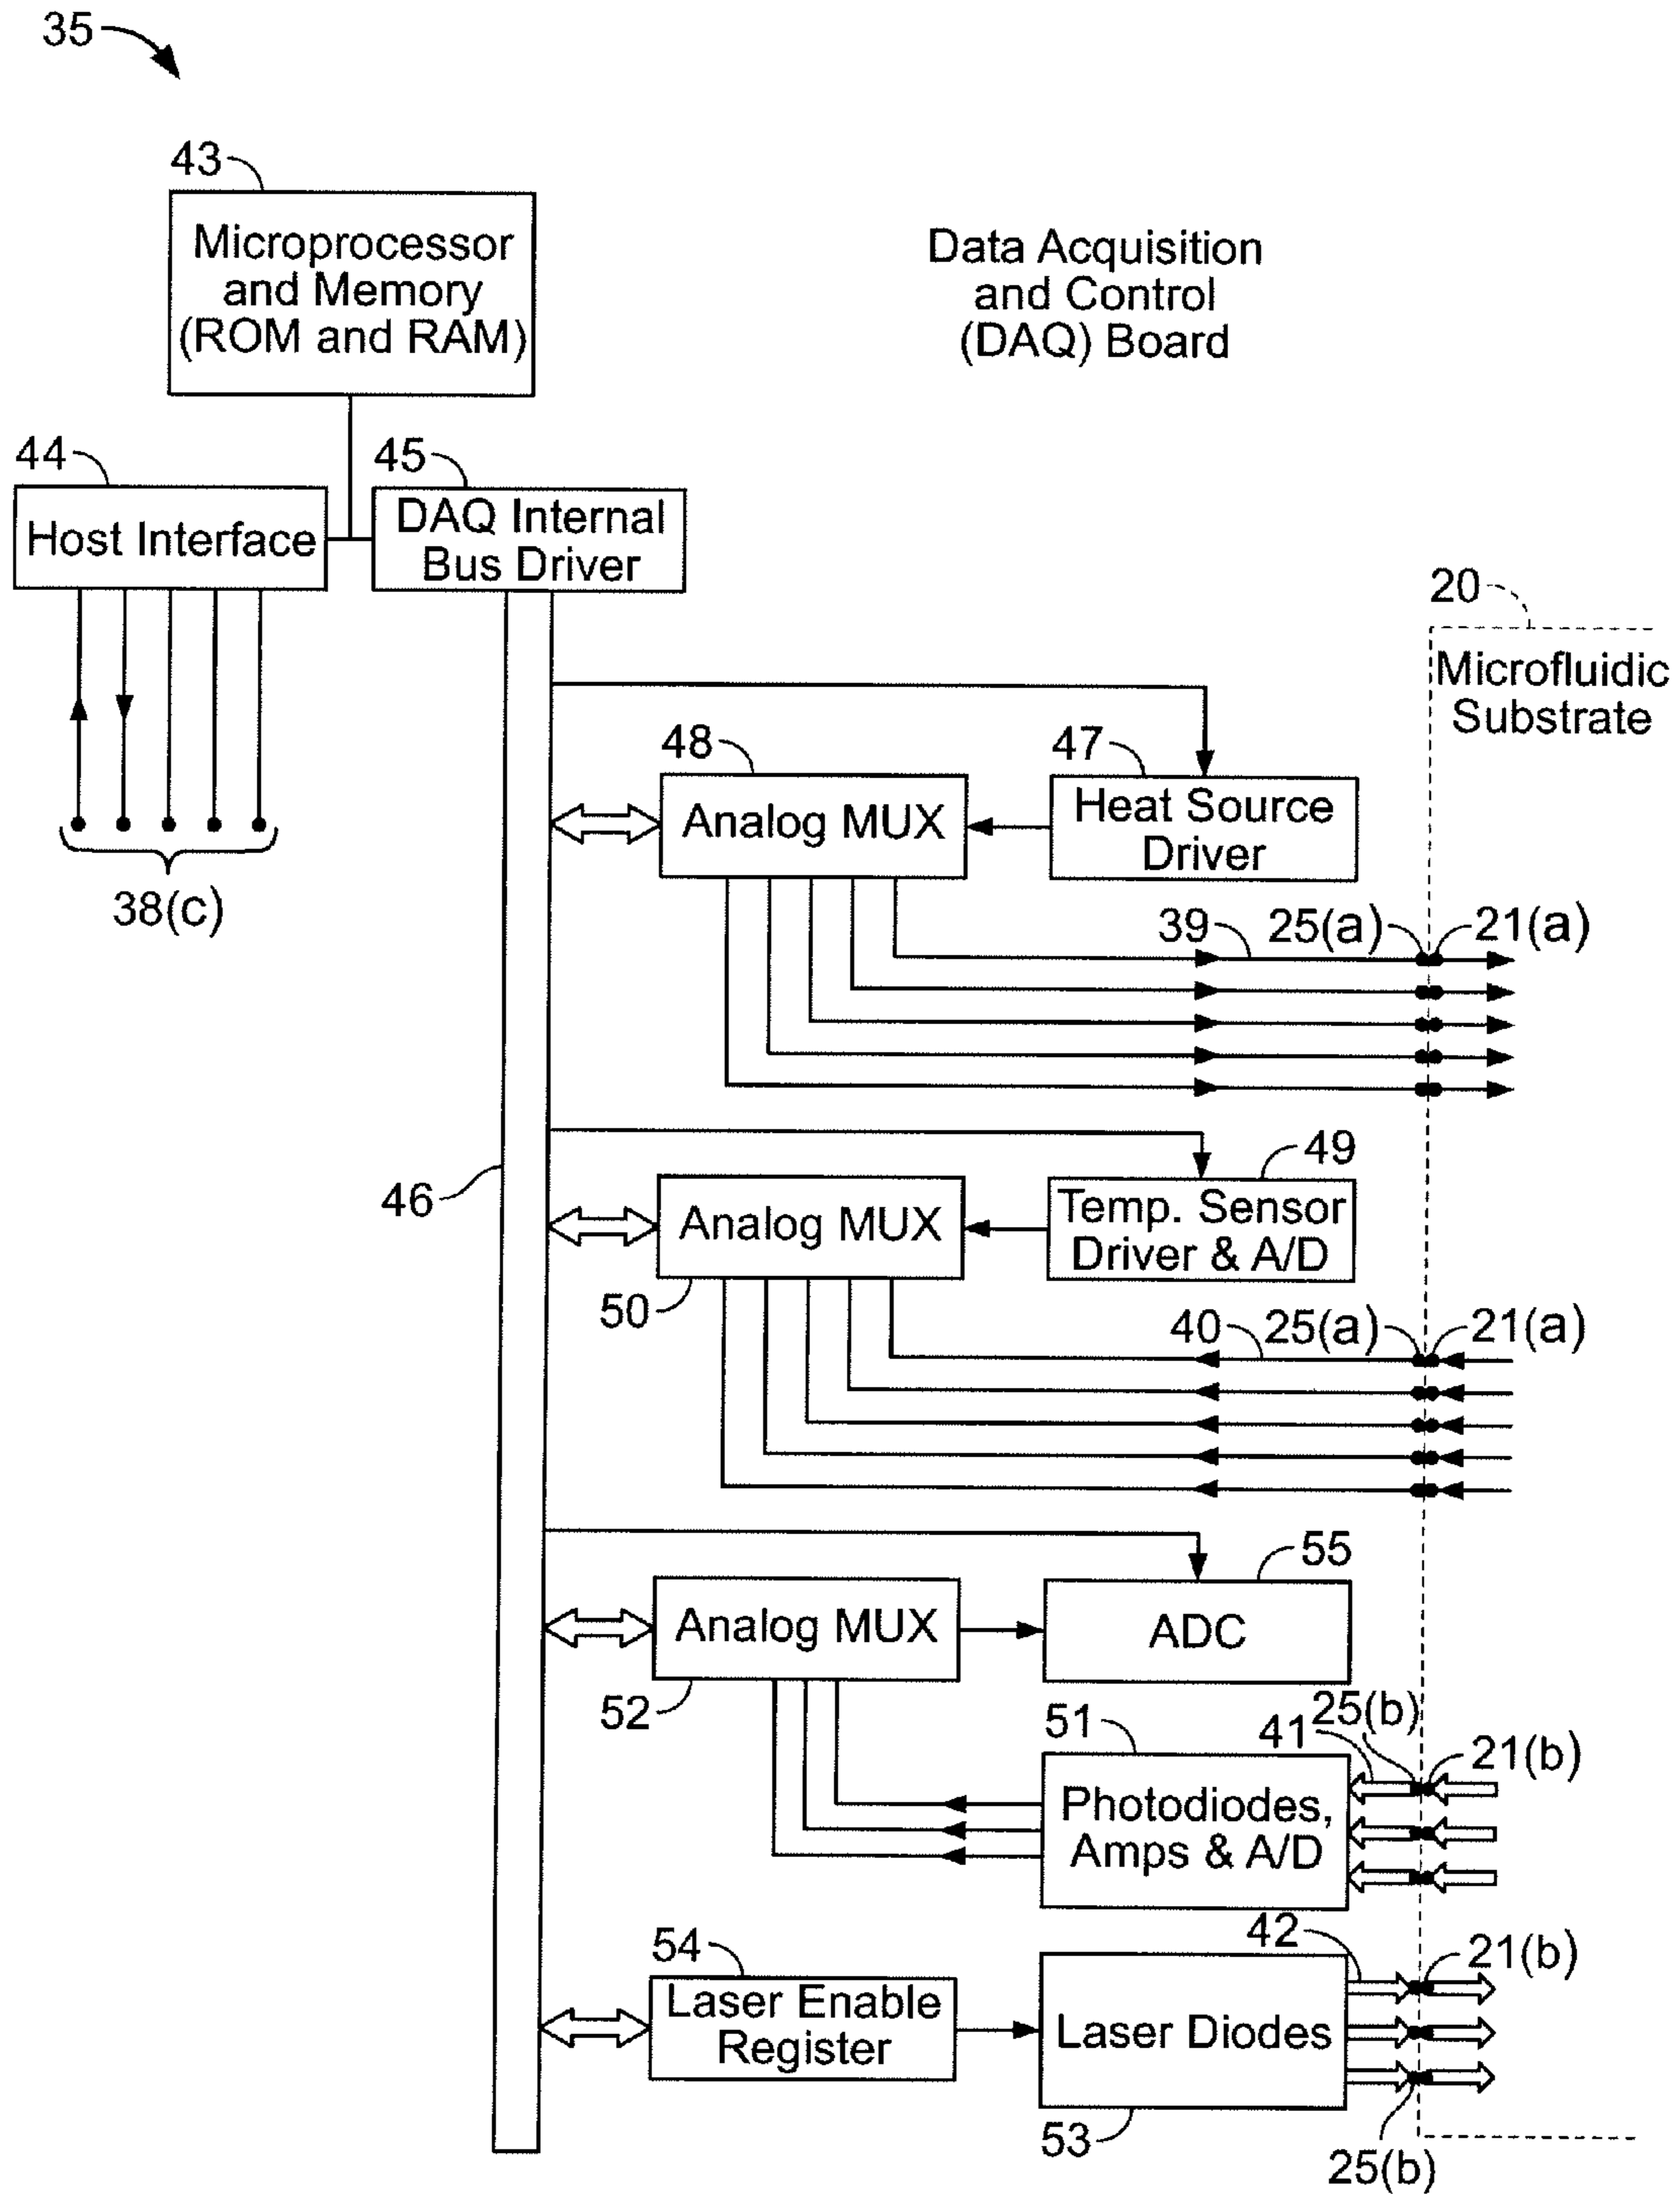 35
43
Microprocessor
and Memory
(ROM and RAM)
Data Acquisition
and Control
(DAQ) Board
44
Host Interface
45
DAQ Internal
Bus Driver
38(c)
20
Microfluidic
Substrate
48
Analog MUX
47
Heat Source
Driver
39
25(a)
21(a)
46
49
Analog MUX
Temp. Sensor
Driver & A/D
50
40
25(a)
21(a)
55
Analog MUX
ADC
52
51
41
25(b)
21(b)
Photodiodes,
Amps & A/D
54
Laser Enable
Register
42
21(b)
Laser Diodes
53
25(b)